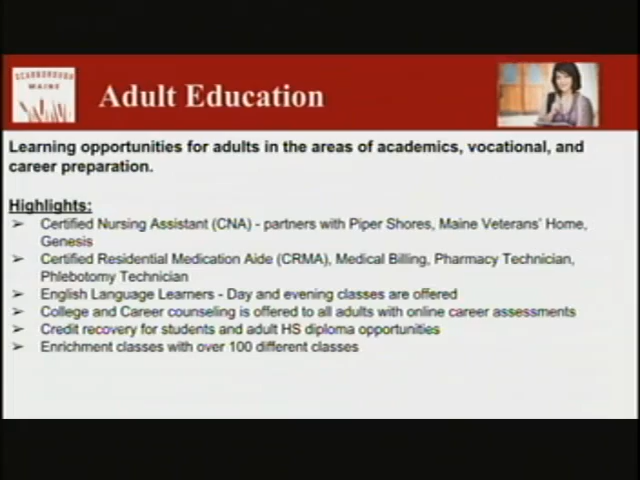 SCARBOROUGH
MAINE
Adult Education
Learning opportunities for adults in the areas of academics, vocational, and
career preparation.
Highlights:
➢ Certified Nursing Assistant (CNA) - partners with Piper Shores, Maine Veterans' Home,
Genesis
➢ Certified Residential Medication Aide (CRMA), Medical Billing, Pharmacy Technician,
Phlebotomy Technician
➢ English Language Learners - Day and evening classes are offered
➢ College and Career counseling is offered to all adults with online career assessments
➢ Credit recovery for students and adult HS diploma opportunities
➢ Enrichment classes with over 100 different classes